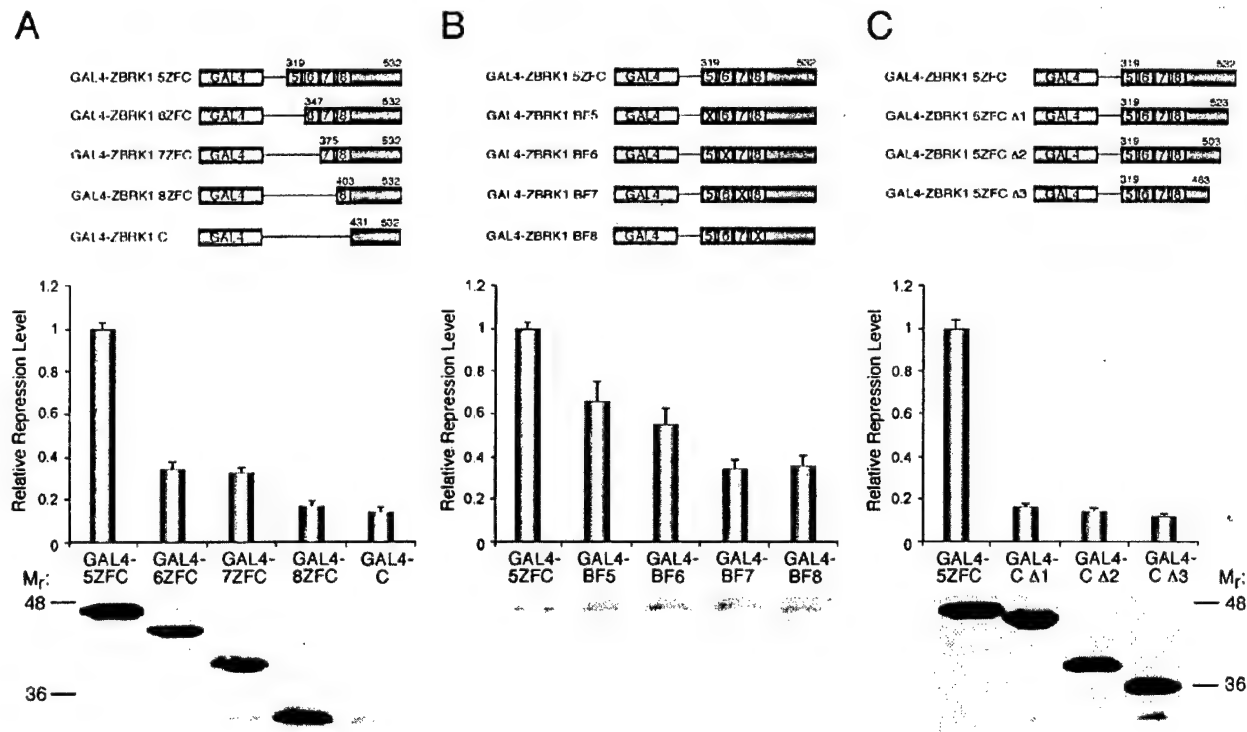 A
319 532
GAL4-ZBRK1 5ZFC GAL4 5 6 7 8
347 532
GAL4-ZBRK1 6ZFC GAL4 6 7 8
375 532
GAL4-ZBRK1 7ZFC GAL4 7 8
403 532
GAL4-ZBRK1 8ZFC GAL4 8
431 532
GAL4-ZBRK1 C GAL4
1.2
1
0.8
0.6
0.4
0.2
0
Relative Repression Level
GAL4-5ZFC GAL4-6ZFC GAL4-7ZFC GAL4-8ZFC GAL4-C
Mr:
48
36
B
319 532
GAL4-ZBRK1 5ZFC GAL4 5 6 7 8
GAL4-ZBRK1 BF5 GAL4 X 6 7 8
GAL4-ZBRK1 BF6 GAL4 5 X 7 8
GAL4-ZBRK1 BF7 GAL4 5 6 X 8
GAL4-ZBRK1 BF8 GAL4 5 6 7 X
1.2
1
0.8
0.6
0.4
0.2
0
Relative Repression Level
GAL4-5ZFC GAL4-BF5 GAL4-BF6 GAL4-BF7 GAL4-BF8
C
319 532
GAL4-ZBRK1 5ZFC GAL4 5 6 7 8
319 523
GAL4-ZBRK1 5ZFC Δ1 GAL4 5 6 7 8
319 503
GAL4-ZBRK1 5ZFC Δ2 GAL4 5 6 7 8
319 483
GAL4-ZBRK1 5ZFC Δ3 GAL4 5 6 7 8
1.2
1
0.8
0.6
0.4
0.2
0
Relative Repression Level
GAL4-5ZFC GAL4-C Δ1 GAL4-C Δ2 GAL4-C Δ3
Mr:
48
36